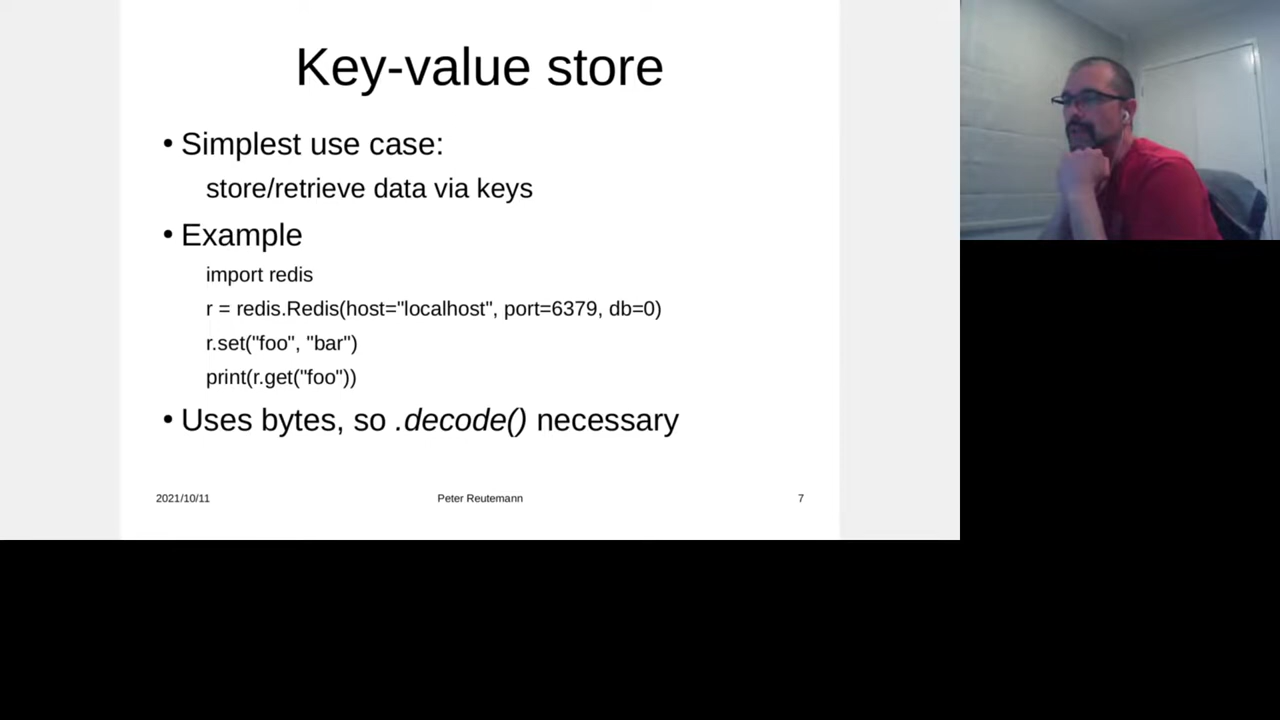 Key-value store
• Simplest use case:
store/retrieve data via keys
• Example
import redis
r = redis.Redis(host="localhost", port=6379, db=0)
r.set("foo", "bar")
print(r.get("foo"))
• Uses bytes, so .decode() necessary
2021/10/11 Peter Reutemann 7